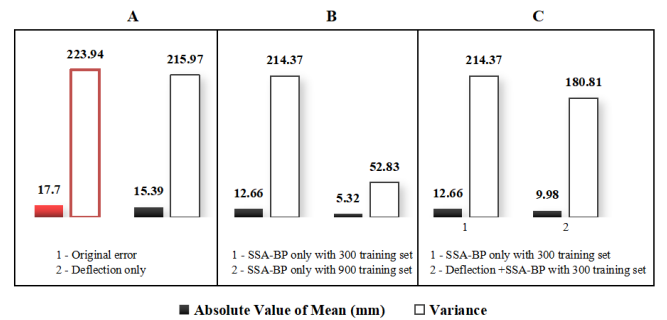 A
B
C
223.94
215.97
17.7
15.39
214.37
52.83
12.66
5.32
214.37
180.81
12.66
9.98
1
2
1 - Original error
2 - Deflection only
1 - SSA-BP only with 300 training set
2 - SSA-BP only with 900 training set
1 - SSA-BP only with 300 training set
2 - Deflection +SSA-BP with 300 training set
Absolute Value of Mean (mm)
Variance